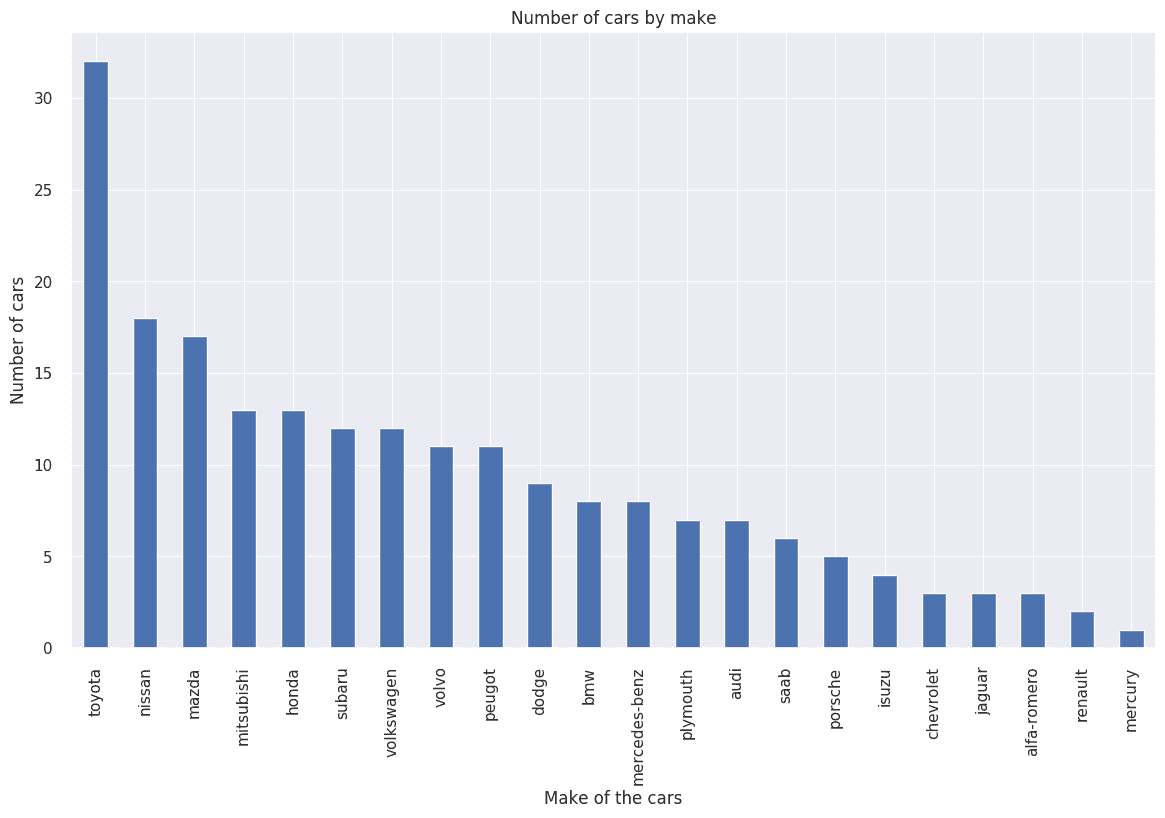 Number of cars by make
Number of cars
30
25
20
15
10
5
0
toyota
nissan
mazda
mitsubishi
honda
subaru
volkswagen
volvo
peugot
dodge
bmw
mercedes-benz
plymouth
audi
saab
porsche
isuzu
chevrolet
jaguar
alfa-romero
renault
mercury
Make of the cars